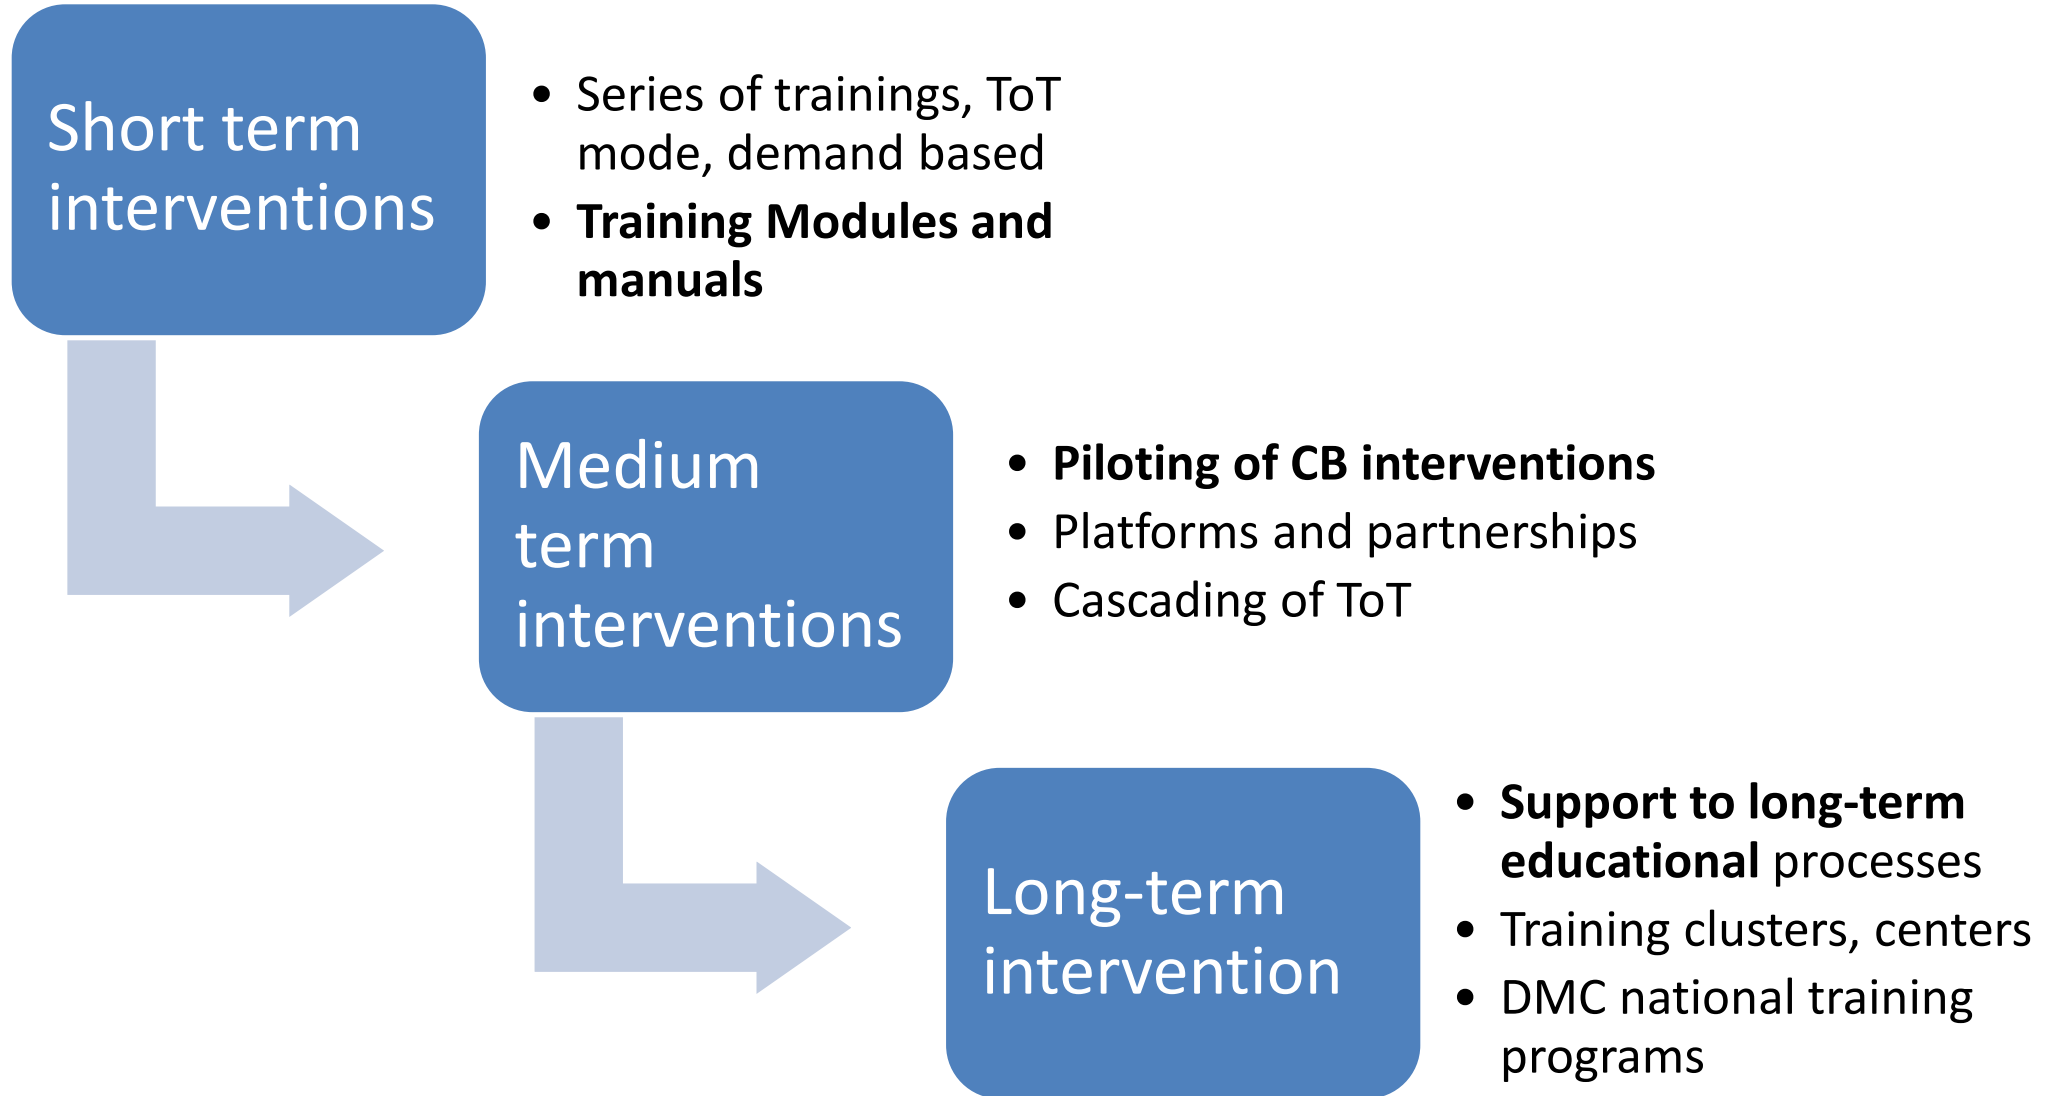 Short term
interventions
• Series of trainings, ToT
mode, demand based
• Training Modules and
manuals
Medium
term
interventions
• Piloting of CB interventions
• Platforms and partnerships
• Cascading of ToT
Long-term
intervention
• Support to long-term
educational processes
• Training clusters, centers
• DMC national training
programs